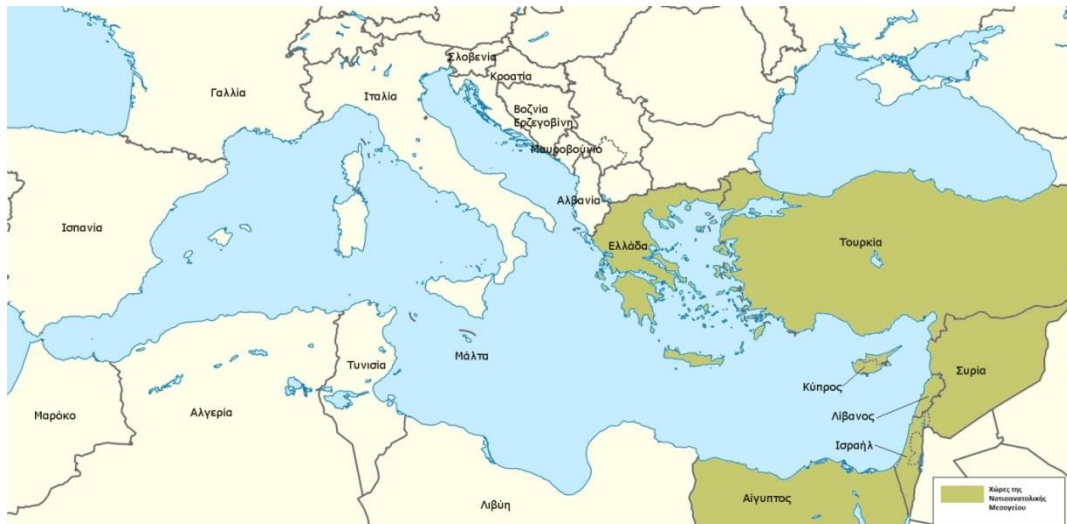 Σλοβενία
Κροατία
Γαλλία
Ιταλία
Βοζνία
Ερζεγοβίνη
Μαυροβούνιο
Αλβανία
Ισπανία
Ελλάδα
Τουρκία
Μάλτα
Τυνισία
Κύπρος
Συρία
Μαρόκο
Αλγερία
Λίβανος
Ισραήλ
Λιβύη
Αίγυπτος
Χώρες της
Νοτιοανατολικής
Μεσογείου